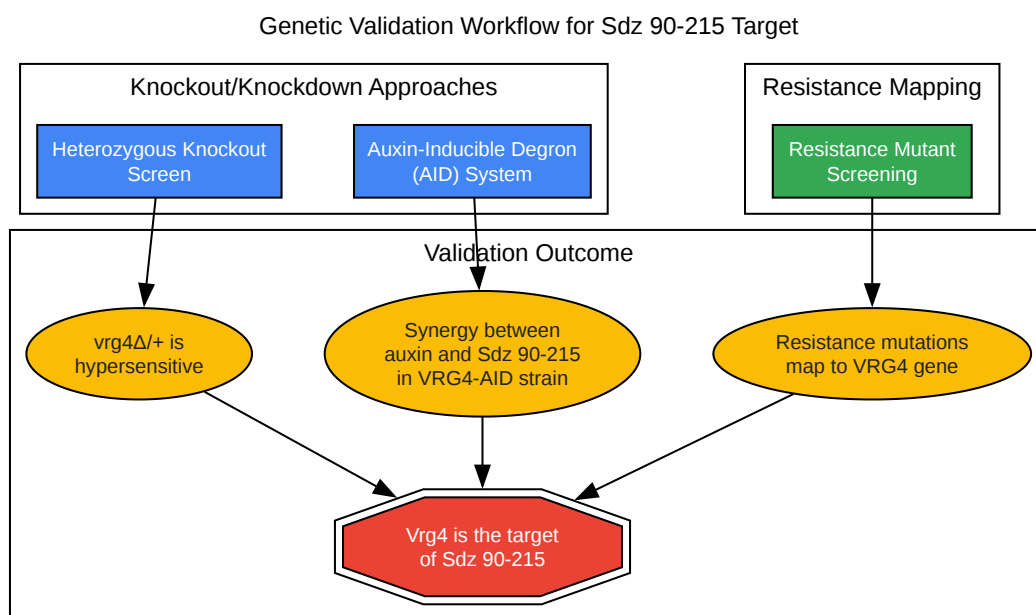 Genetic Validation Workflow for Sdz 90-215 Target
Knockout/Knockdown Approaches
Resistance Mapping
Heterozygous Knockout
Screen
Auxin-Inducible Degron
(AID) System
Resistance Mutant
Screening
Validation Outcome
vrg4Δ/+ is
hypersensitive
Synergy between
auxin and Sdz 90-215
in VRG4-AID strain
Resistance mutations
map to VRG4 gene
Vrg4 is the target
of Sdz 90-215